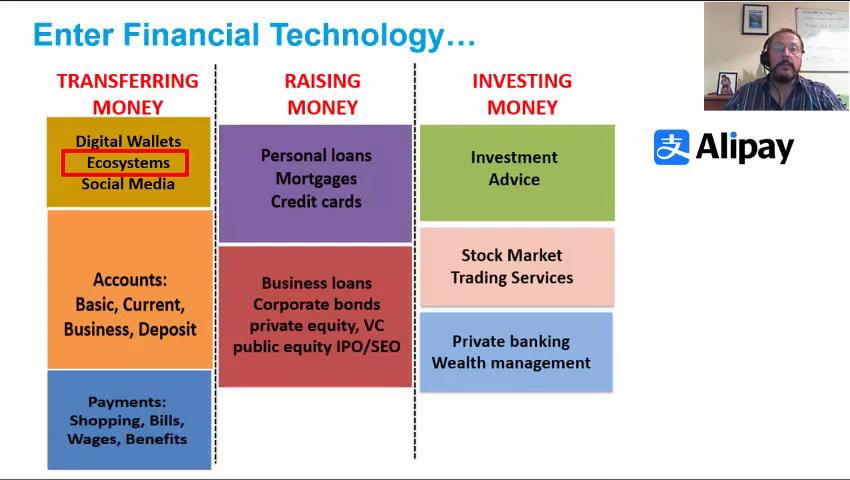 Enter Financial Technology…
TRANSFERRING
MONEY
Digital Wallets
Ecosystems
Social Media
Accounts:
Basic, Current,
Business, Deposit
Payments:
Shopping, Bills,
Wages, Benefits
RAISING
MONEY
Personal loans
Mortgages
Credit cards
Business loans
Corporate bonds
private equity, VC
public equity IPO/SEO
INVESTING
MONEY
Investment
Advice
Stock Market
Trading Services
Private banking
Wealth management
支 Alipay